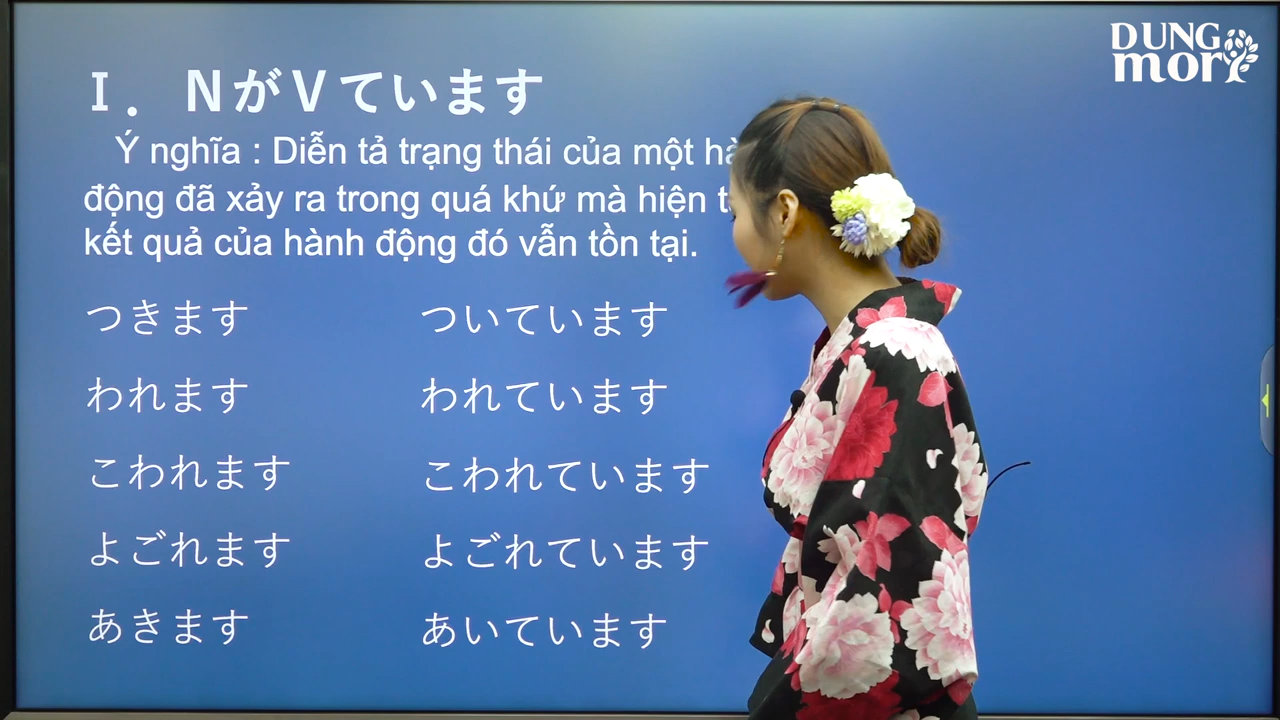 DUNG
mori
I. NがVています
Ý nghĩa : Diễn tả trạng thái của một
động đã xảy ra trong quá khứ mà hiện
kết quả của hành động đó vẫn tồn tại.
つきます ついています
われます われています
こわれます こわれています
よごれます よごれています
あきます あいています